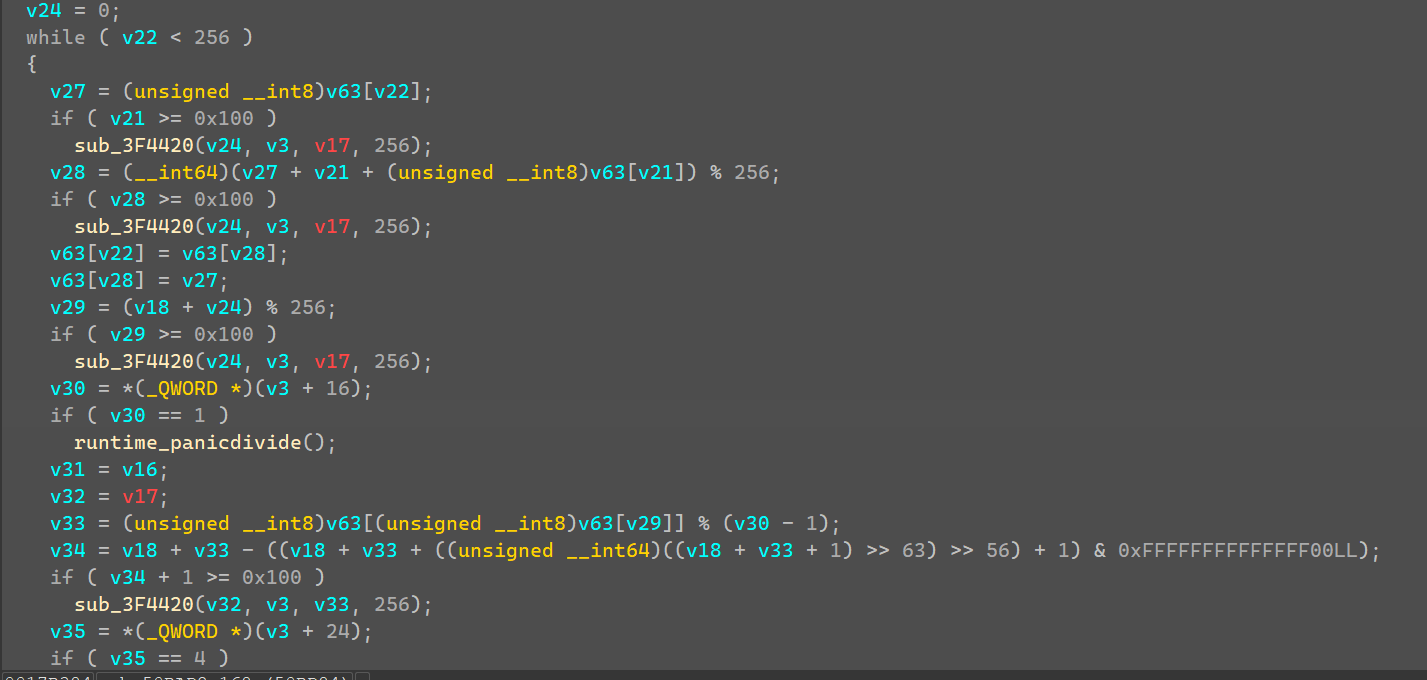 v24 = 0;
while ( v22 < 256 )
{
v27 = (unsigned __int8)v63[v22];
if ( v21 >= 0x100 )
sub_3F4420(v24, v3, v17, 256);
v28 = (__int64)(v27 + v21 + (unsigned __int8)v63[v21]) % 256;
if ( v28 >= 0x100 )
sub_3F4420(v24, v3, v17, 256);
v63[v22] = v63[v28];
v63[v28] = v27;
v29 = (v18 + v24) % 256;
if ( v29 >= 0x100 )
sub_3F4420(v24, v3, v17, 256);
v30 = *(_QWORD *)(v3 + 16);
if ( v30 == 1 )
runtime_panicdivide();
v31 = v16;
v32 = v17;
v33 = (unsigned __int8)v63[(unsigned __int8)v63[v29]] % (v30 - 1);
v34 = v18 + v33 - ((v18 + v33 + ((unsigned __int64)((v18 + v33 + 1) >> 63) >> 56) + 1) & 0xFFFFFFFFFFFFFF00LL);
if ( v34 + 1 >= 0x100 )
sub_3F4420(v32, v3, v33, 256);
v35 = *(_QWORD *)(v3 + 24);
if ( v35 == 4 )